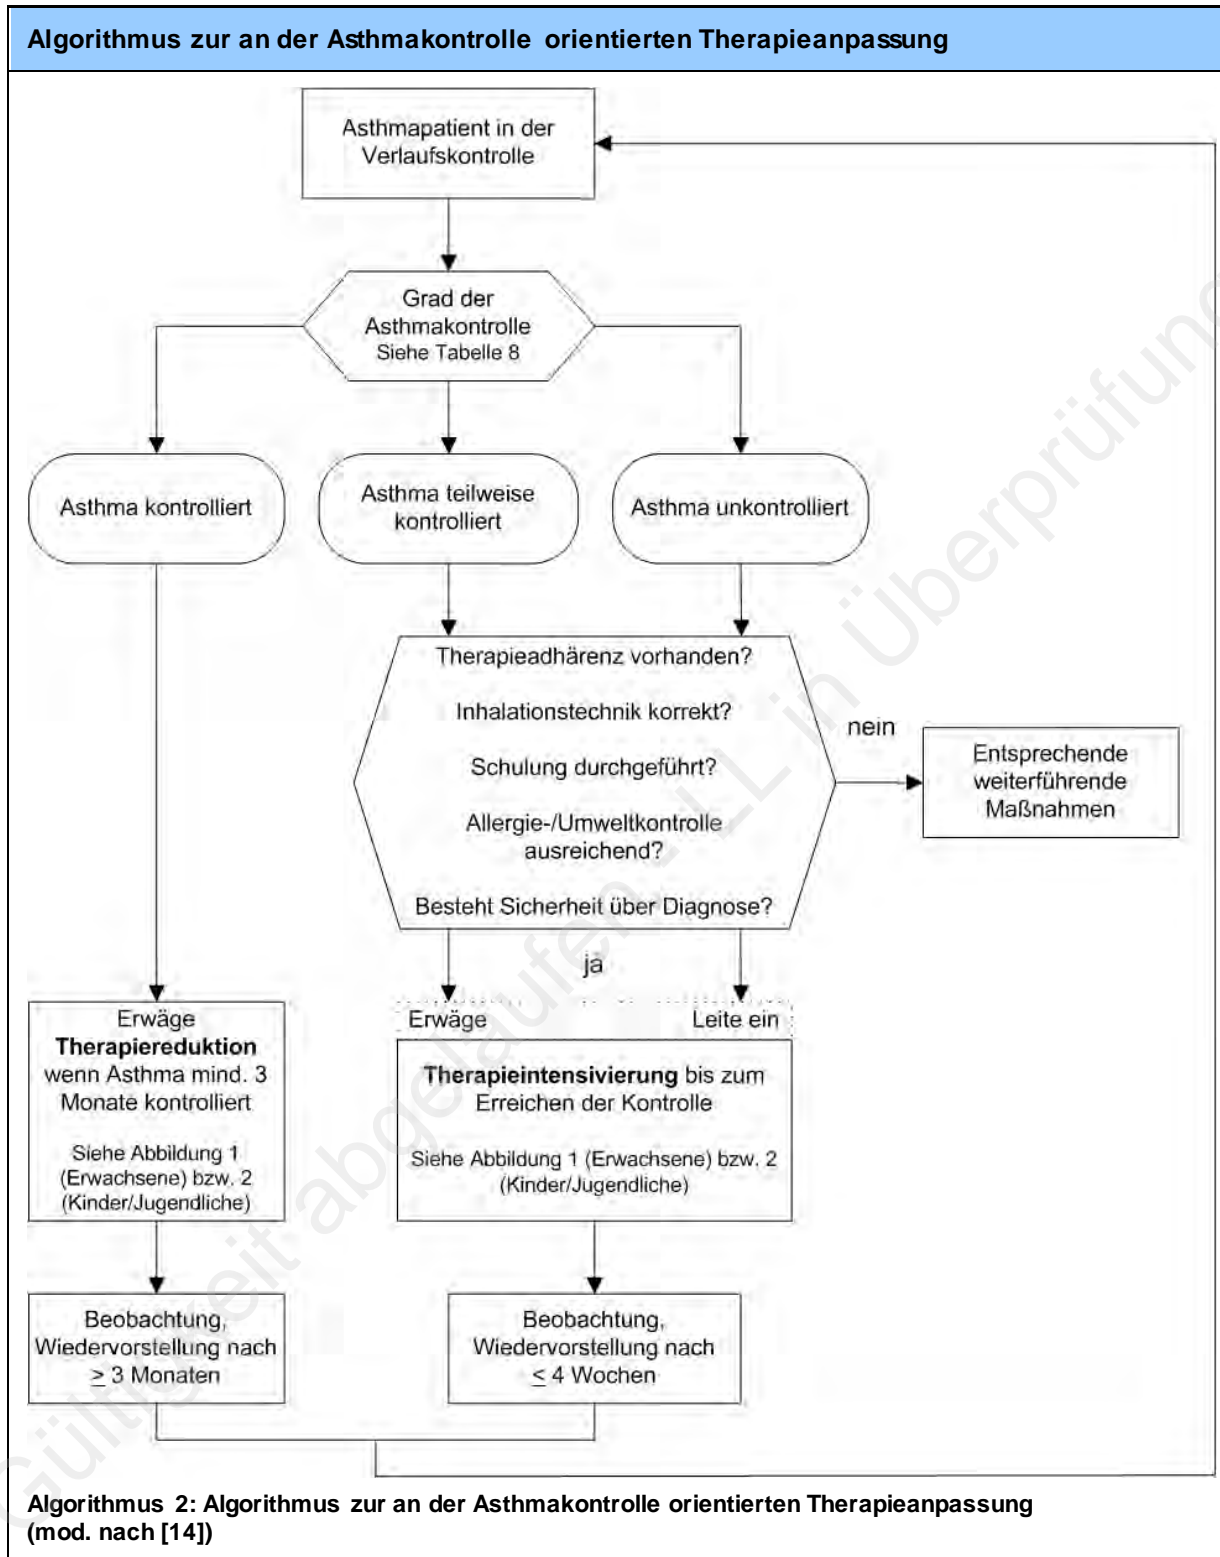 Algorithmus zur an der Asthmakontrolle orientierten Therapieanpassung
Asthmapatient in der
Verlaufskontrolle
Grad der
Asthmakontrolle
Siehe Tabelle 8
Asthma kontrolliert
Asthma teilweise
kontrolliert
Asthma unkontrolliert
Therapieadhärenz vorhanden?
Inhalationstechnik korrekt?
Schulung durchgeführt?
Allergie-/Umweltkontrolle
ausreichend?
Besteht Sicherheit über Diagnose?
nein
Entsprechende
weiterführende
Maßnahmen
ja
Erwäge
Therapiereduktion
wenn Asthma mind. 3
Monate kontrolliert
Siehe Abbildung 1
(Erwachsene) bzw. 2
(Kinder/Jugendliche)
Erwäge Leite ein
Therapieintensivierung bis zum
Erreichen der Kontrolle
Siehe Abbildung 1 (Erwachsene) bzw. 2
(Kinder/Jugendliche)
Beobachtung,
Wiedervorstellung nach
≥ 3 Monaten
Beobachtung,
Wiedervorstellung nach
≤ 4 Wochen
Algorithmus 2: Algorithmus zur an der Asthmakontrolle orientierten Therapieanpassung
(mod. nach [14])
Gültigkeit abgelaufen - LL in Überprüfung